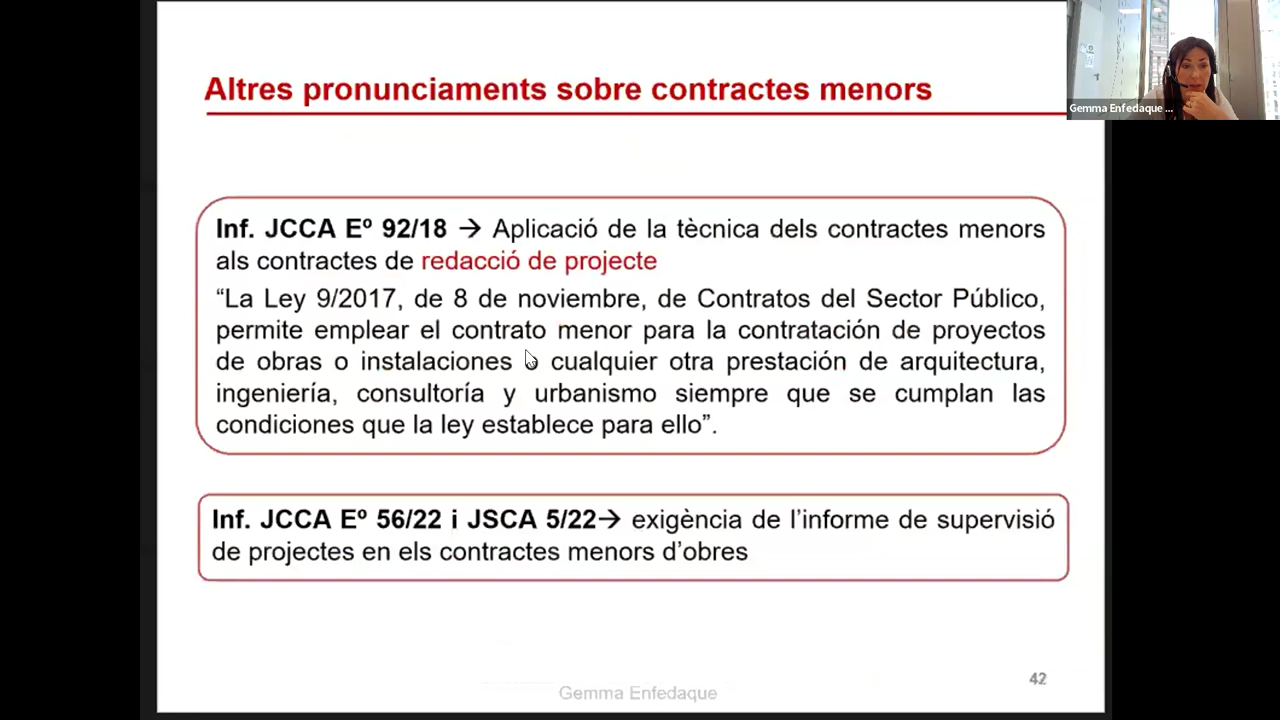 Altres pronunciaments sobre contractes menors
Gemma Enfedaque ...
Inf. JCCA Eº 92/18 → Aplicació de la tècnica dels contractes menors
als contractes de redacció de projecte
“La Ley 9/2017, de 8 de noviembre, de Contratos del Sector Público,
permite emplear el contrato menor para la contratación de proyectos
de obras o instalaciones o cualquier otra prestación de arquitectura,
ingeniería, consultoría y urbanismo siempre que se cumplan las
condiciones que la ley establece para ello”.
Inf. JCCA Eº 56/22 i JSCA 5/22→ exigència de l’informe de supervisió
de projectes en els contractes menors d’obres
42
Gemma Enfedaque